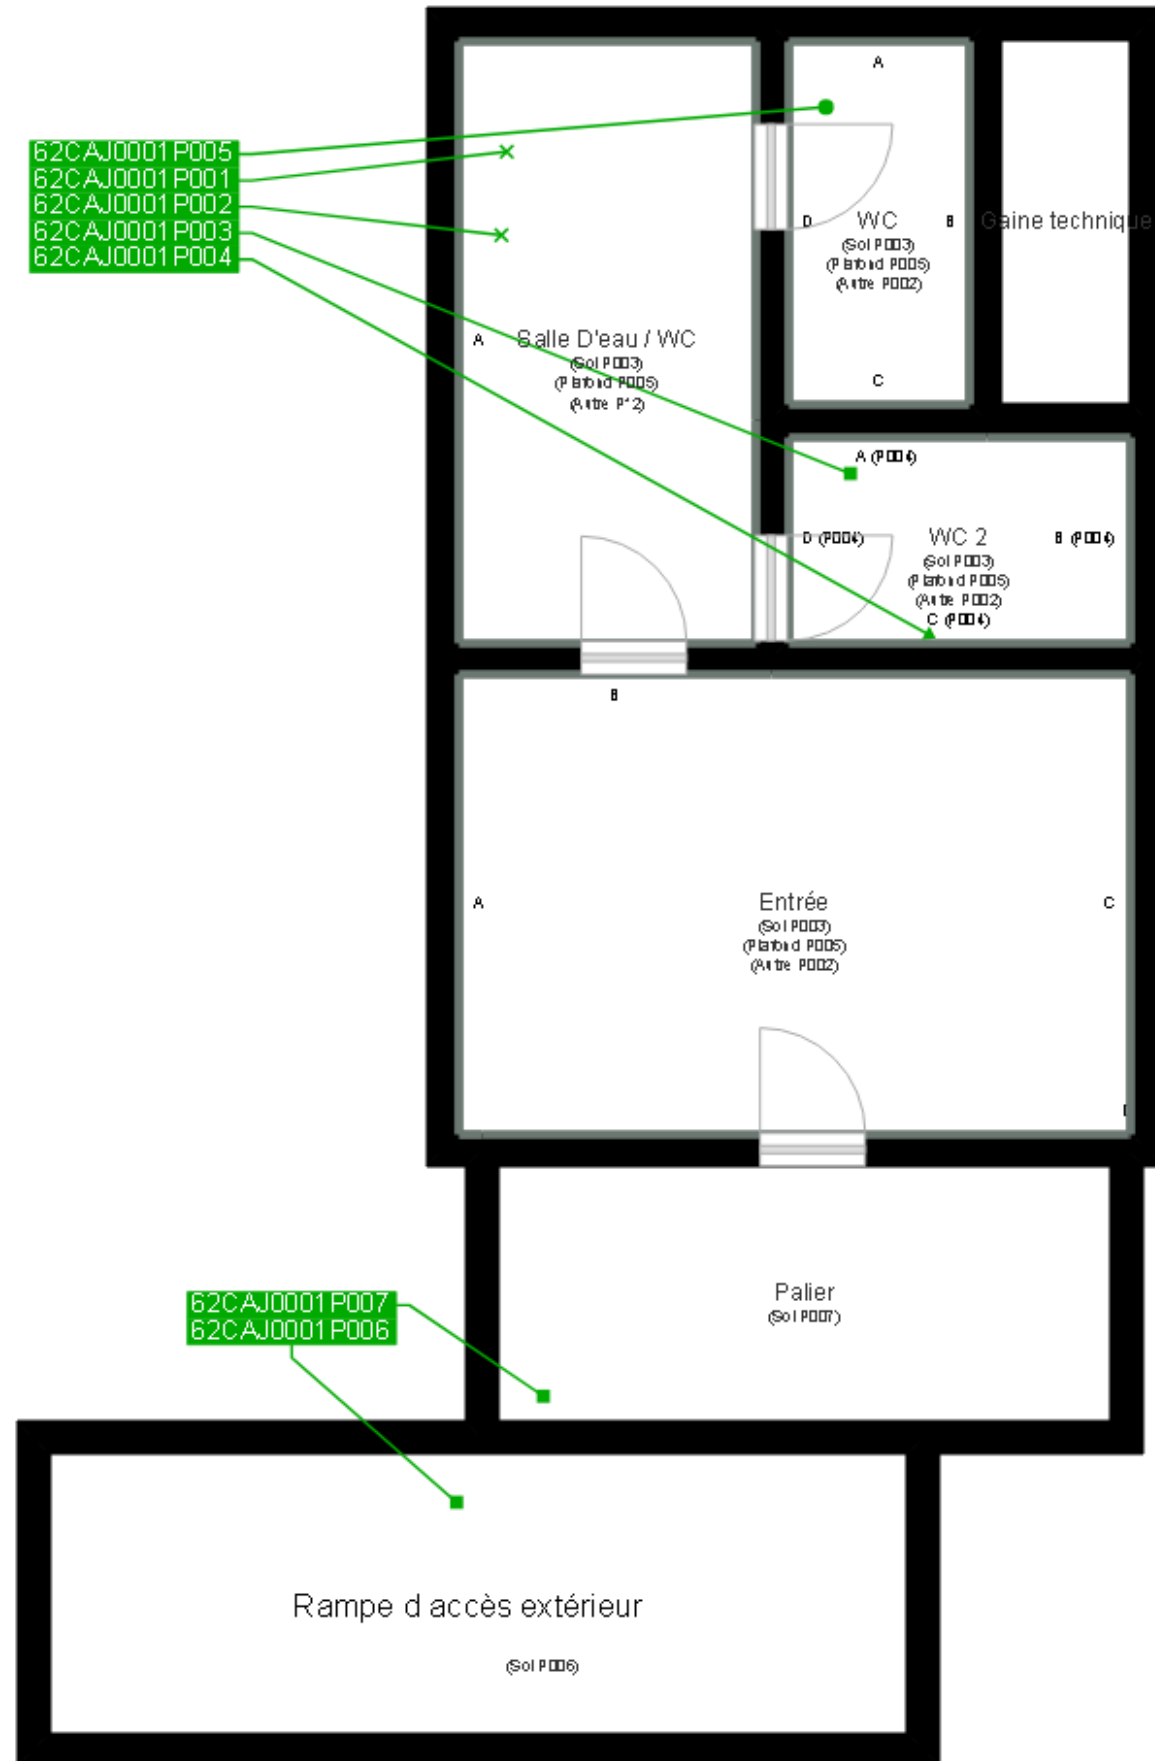 62CAJ0001P005
62CAJ0001P001
62CAJ0001P002
62CAJ0001P003
62CAJ0001P004
A
D
WC
B
(Sol P003)
(Plafond P005)
(Autre P002)
C
Gaine technique
A
Salle D'eau / WC
(Sol P003)
(Plafond P005)
(Autre P*2)
A (P004)
D (P004)
WC 2
B (P004)
(Sol P003)
(Plafond P005)
(Autre P002)
C (P004)
B
A
Entrée
C
(Sol P003)
(Plafond P005)
(Autre P002)
Palier
(Sol P007)
62CAJ0001P007
62CAJ0001P006
Rampe d accès extérieur
(Sol P006)